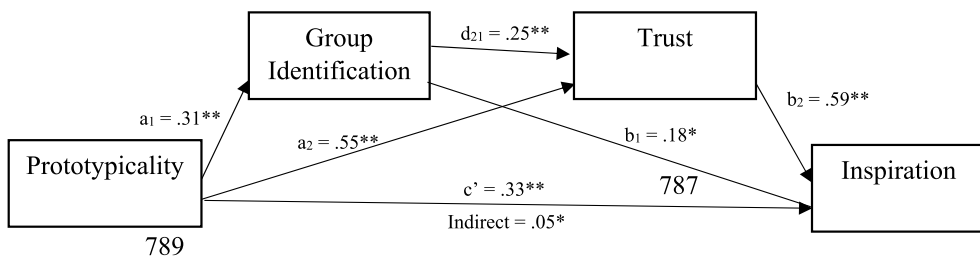 Group
Identification
d21 = .25**
Trust
a1 = .31**
b2 = .59**
a2 = .55**
b1 = .18*
Prototypicality
Inspiration
c’ = .33**
787
Indirect = .05*
789